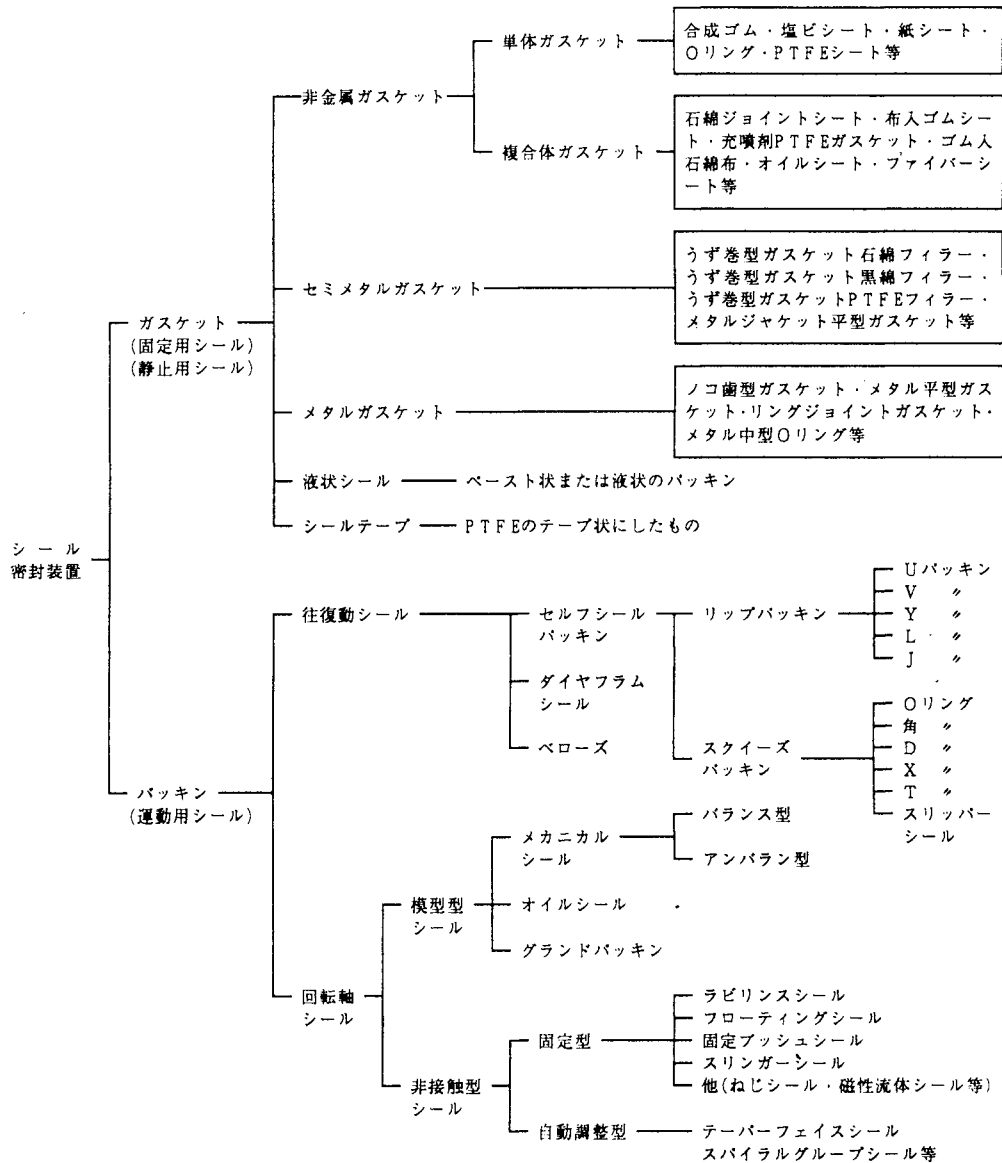 シール
密封装置
ガスケット
(固定用シール)
(静止用シール)
非金属ガスケット
単体ガスケット
合成ゴム・塩ビシート・紙シート・
Oリング・PTFEシート等
複合体ガスケット
石綿ジョイントシート・布入ゴムシー
ト・充噴剤PTFEガスケット・ゴム入
石綿布・オイルシート・ファイバーシ
ート等
セミメタルガスケット
うず巻型ガスケット石綿フィラー・
うず巻型ガスケット黒綿フィラー・
うず巻型ガスケットPTFEフィラー・
メタルジャケット平型ガスケット等
メタルガスケット
ノコ歯型ガスケット・メタル平型ガス
ケット・リングジョイントガスケット・
メタル中型Oリング等
液状シール
ペースト状または液状のパッキン
シールテープ
PTFEのテープ状にしたもの
パッキン
(運動用シール)
往復動シール
セルフシール
パッキン
リップパッキン
Uパッキン
V 〃
Y 〃
L 〃
J 〃
スクイーズ
パッキン
Oリング
角 〃
D 〃
X 〃
T 〃
スリッパー
シール
ダイヤフラム
シール
ベローズ
回転軸
シール
模型型
シール
メカニカル
シール
バランス型
アンバラン型
オイルシール
グランドパッキン
非接触型
シール
固定型
ラビリンスシール
フローティングシール
固定ブッシュシール
スリンガーシール
他(ねじシール・磁性流体シール等)
自動調整型
テーパーフェイスシール
スパイラルグループシール等